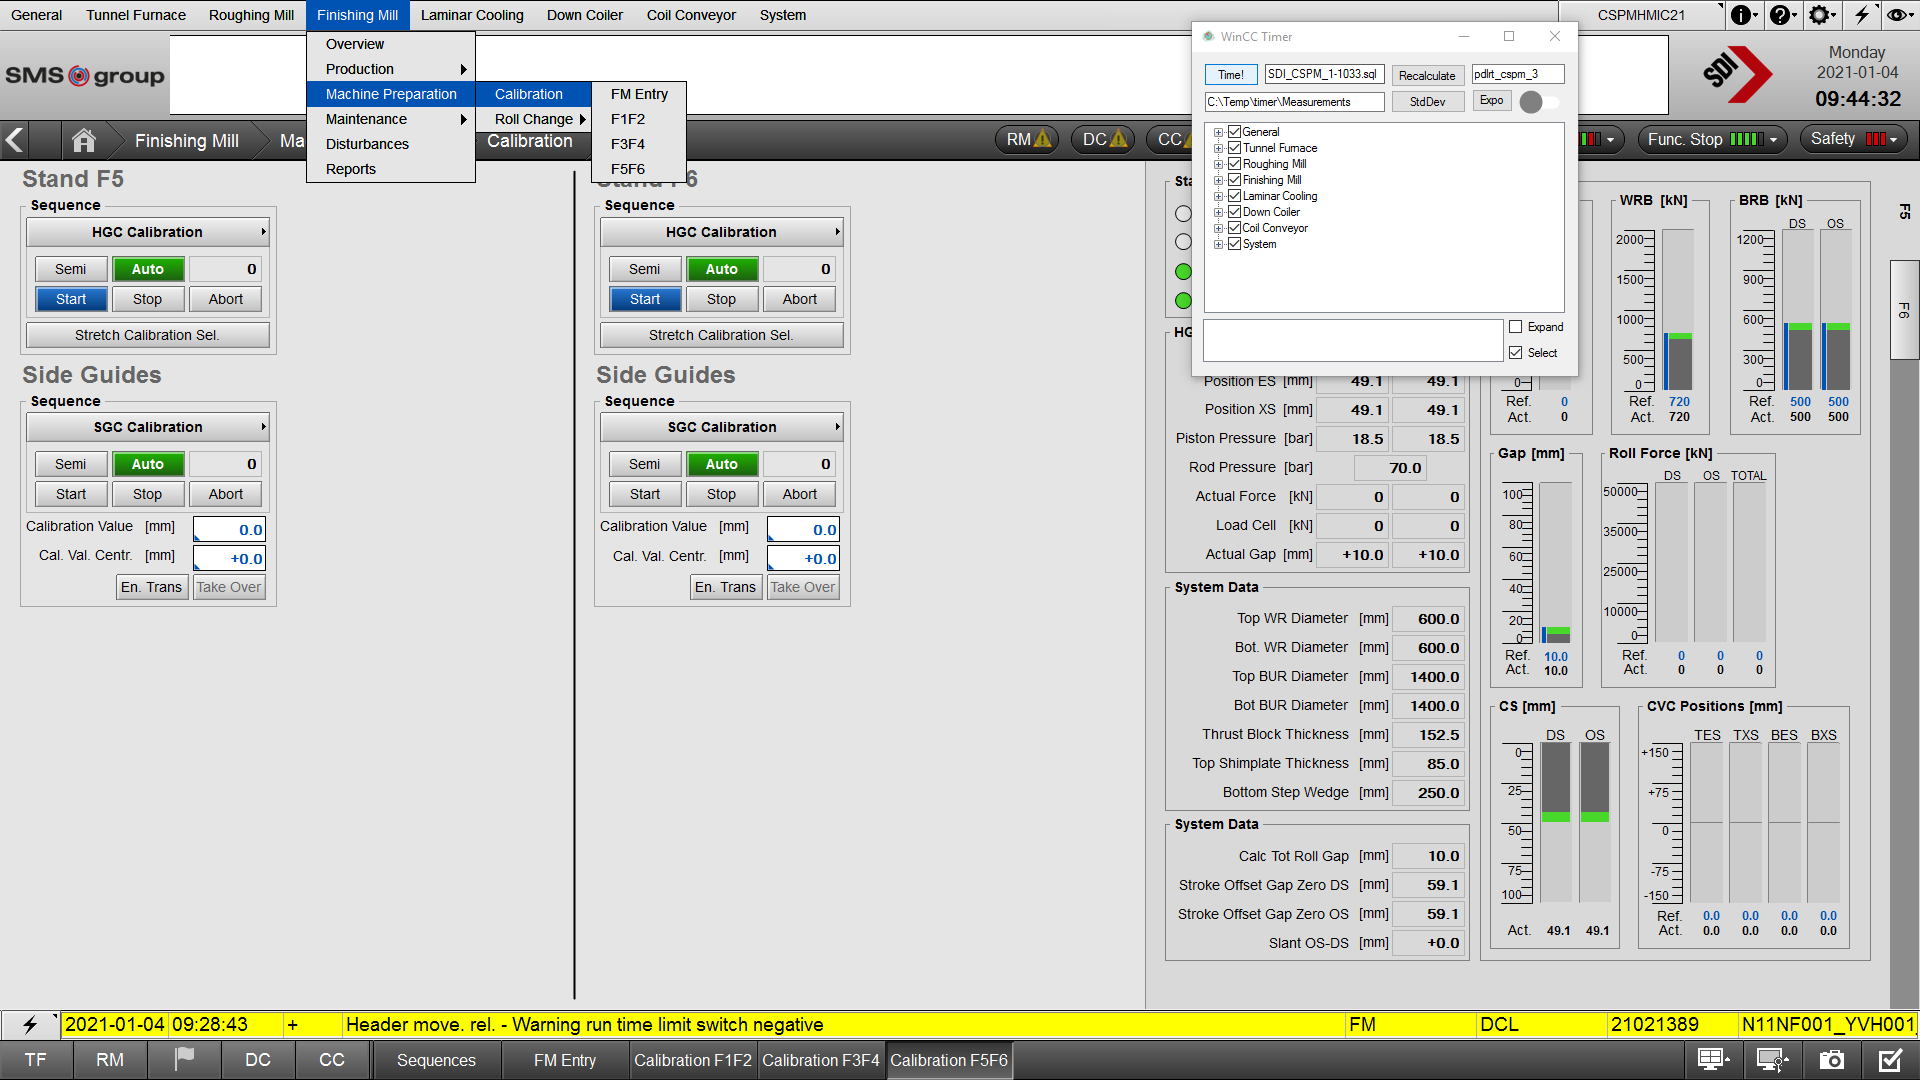 General Tunnel Furnace Roughing Mill Finishing Mill Laminar Cooling Down Coiler Coil Conveyor System CSPMHMIC21
SMS group
Overview
Production
Machine Preparation
Maintenance
Disturbances
Reports
Calibration
Roll Change
FM Entry
F1F2
F3F4
F5F6
SDI
Monday
2021-01-04
09:44:32
Finishing Mill Ma Calibration RM DC CC Func. Stop Safety
WinCC Timer
Time! SDI_CSPM_1-1033.sql Recalculate pdlrt_cspm_3
C:\Temp\timer\Measurements StdDev Expo
General
Tunnel Furnace
Roughing Mill
Finishing Mill
Laminar Cooling
Down Coiler
Coil Conveyor
System
Expand
Select
Stand F5
Sequence
HGC Calibration
Semi Auto 0
Start Stop Abort
Stretch Calibration Sel.
Side Guides
Sequence
SGC Calibration
Semi Auto 0
Start Stop Abort
Calibration Value [mm] 0.0
Cal. Val. Centr. [mm] +0.0
En. Trans Take Over
6
Sequence
HGC Calibration
Semi Auto 0
Start Stop Abort
Stretch Calibration Sel.
Side Guides
Sequence
SGC Calibration
Semi Auto 0
Start Stop Abort
Calibration Value [mm] 0.0
Cal. Val. Centr. [mm] +0.0
En. Trans Take Over
Sta
HG
Position ES [mm] 49.1 49.1
Position XS [mm] 49.1 49.1
Piston Pressure [bar] 18.5 18.5
Rod Pressure [bar] 70.0
Actual Force [kN] 0 0
Load Cell [kN] 0 0
Actual Gap [mm] +10.0 +10.0
System Data
Top WR Diameter [mm] 600.0
Bot. WR Diameter [mm] 600.0
Top BUR Diameter [mm] 1400.0
Bot BUR Diameter [mm] 1400.0
Thrust Block Thickness [mm] 152.5
Top Shimplate Thickness [mm] 85.0
Bottom Step Wedge [mm] 250.0
System Data
Calc Tot Roll Gap [mm] 10.0
Stroke Offset Gap Zero DS [mm] 59.1
Stroke Offset Gap Zero OS [mm] 59.1
Slant OS-DS [mm] +0.0
0
Ref. 0
Act. 0
WRB [kN]
2000
1500
1000
500
0
Ref. 720
Act. 720
BRB [kN]
DS OS
1200
900
600
300
0
Ref. 500 500
Act. 500 500
F5
F6
Gap [mm]
100
80
60
40
20
0
Ref. 10.0
Act. 10.0
Roll Force [kN]
DS OS TOTAL
50000
35000
25000
10000
0
Ref. 0 0 0
Act. 0 0 0
CS [mm]
DS OS
0
25
50
75
100
Act. 49.1 49.1
CVC Positions [mm]
TES TXS BES BXS
+150
+75
0
-75
-150
Ref. 0.0 0.0 0.0 0.0
Act. 0.0 0.0 0.0 0.0
2021-01-04 09:28:43 + Header move. rel. - Warning run time limit switch negative FM DCL 21021389 N11NF001_YVH001
TF RM DC CC Sequences FM Entry Calibration F1F2 Calibration F3F4 Calibration F5F6